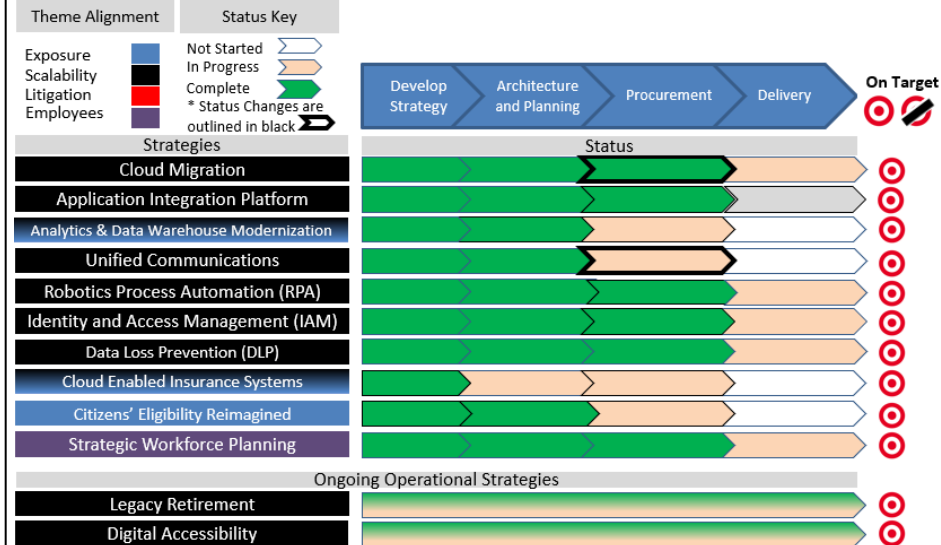 Theme Alignment
Status Key
Exposure
Scalability
Litigation
Employees
Not Started
In Progress
Complete
* Status Changes are
outlined in black
Develop
Strategy
Architecture
and Planning
Procurement
Delivery
On Target
Strategies
Status
Cloud Migration
Application Integration Platform
Analytics & Data Warehouse Modernization
Unified Communications
Robotics Process Automation (RPA)
Identity and Access Management (IAM)
Data Loss Prevention (DLP)
Cloud Enabled Insurance Systems
Citizens’ Eligibility Reimagined
Strategic Workforce Planning
Ongoing Operational Strategies
Legacy Retirement
Digital Accessibility